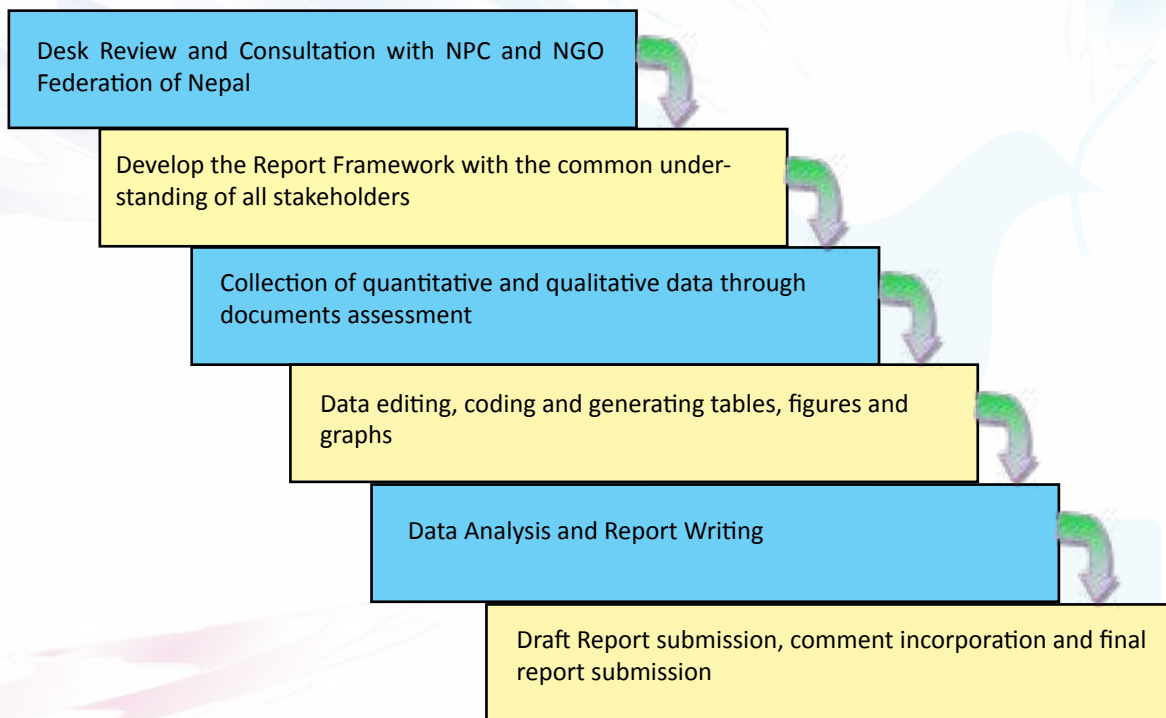 Desk Review and Consultation with NPC and NGO
Federation of Nepal
Develop the Report Framework with the common under-
standing of all stakeholders
Collection of quantitative and qualitative data through
documents assessment
Data editing, coding and generating tables, figures and
graphs
Data Analysis and Report Writing
Draft Report submission, comment incorporation and final
report submission